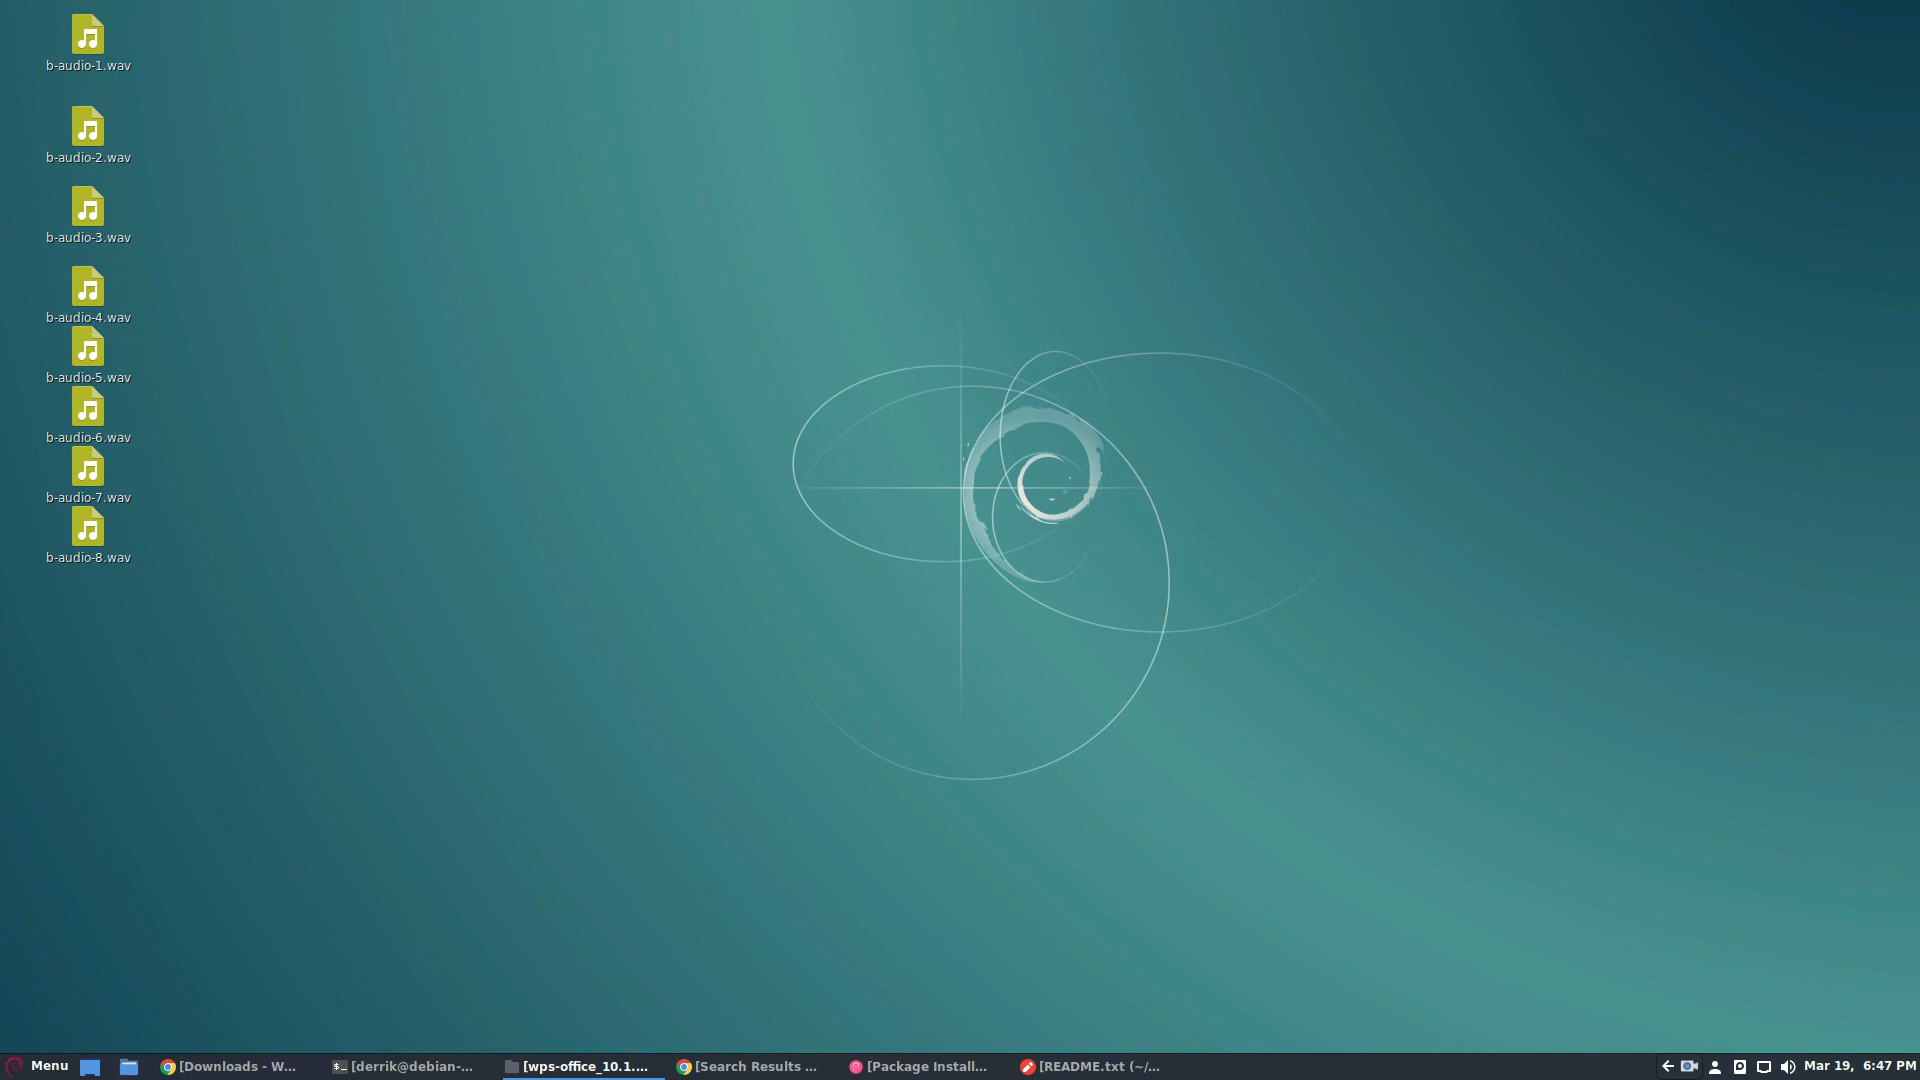 b-audio-1.wav
b-audio-2.wav
b-audio-3.wav
b-audio-4.wav
b-audio-5.wav
b-audio-6.wav
b-audio-7.wav
b-audio-8.wav
Menu [Downloads - W... [derrik@debian-... [wps-office_10.1.... [Search Results ... [Package Install... [README.txt (~/... Mar 19, 6:47 PM